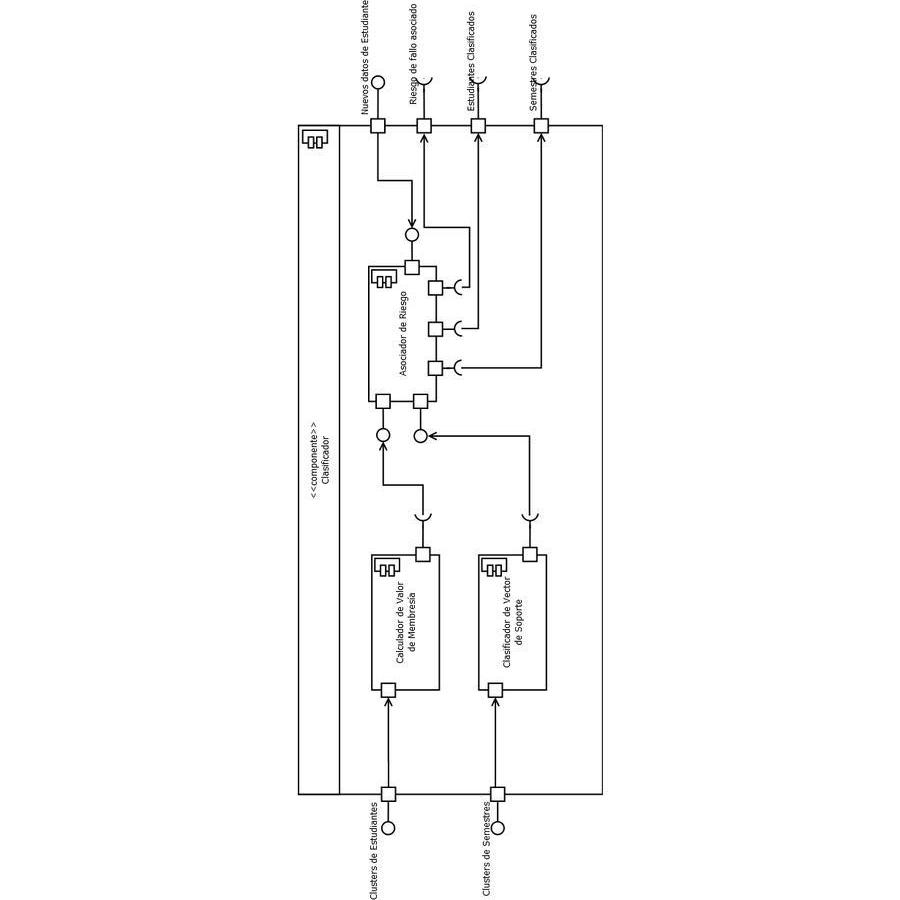 <<componente>>
Clasificador
Nuevos datos de Estudiante
Riesgo de fallo asociado
Estudiantes Clasificados
Semestres Clasificados
Asociador de Riesgo
Calculador de Valor
de Membresía
Clasificador de Vector
de Soporte
Clusters de Estudiantes
Clusters de Semestres